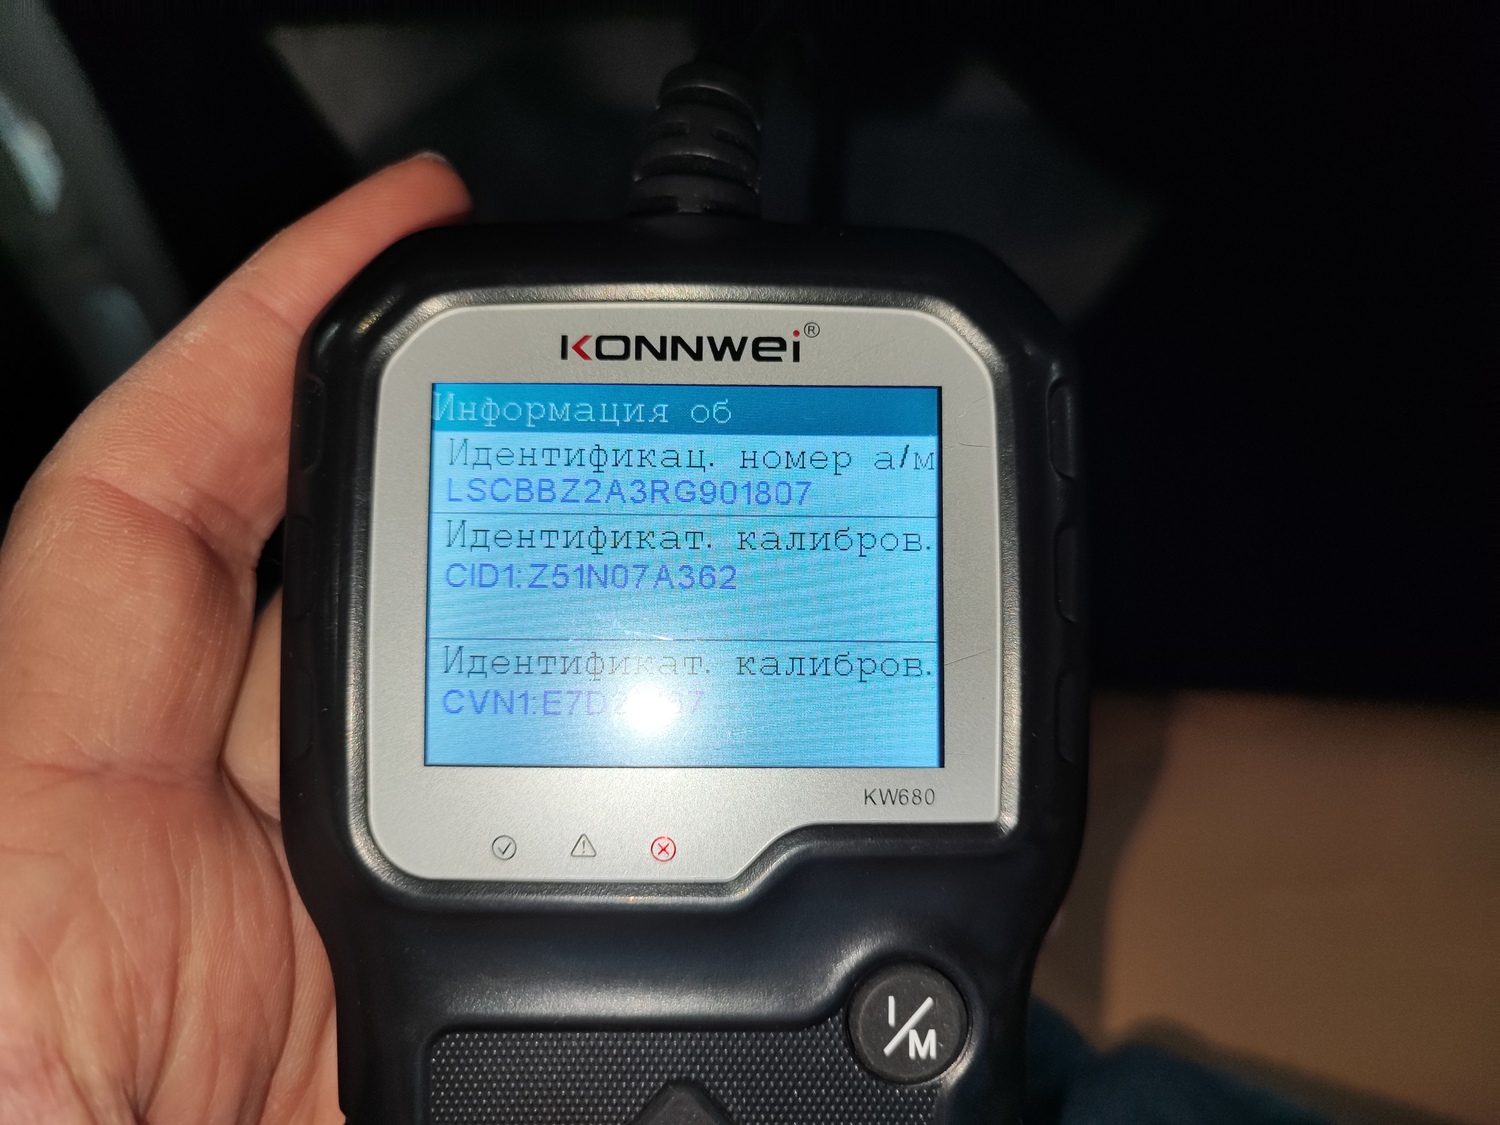 KONNWEI®
Информация об
Идентификац. номер а/м
LSCBBZ2A3RG901807
Идентификат. калибров.
CID1:Z51N07A362
Идентификат. калибров.
KW680
I/M